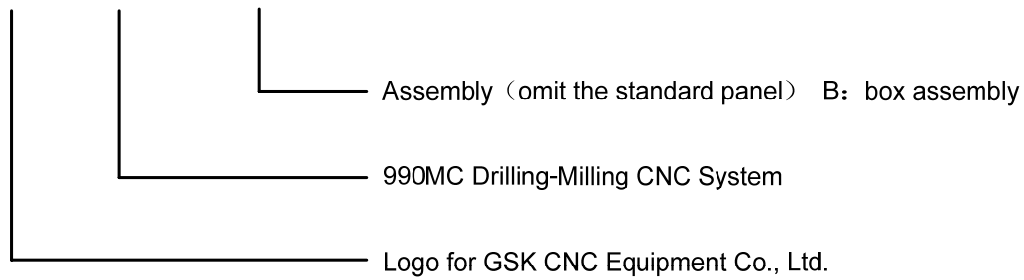 Assembly（omit the standard panel） B：box assembly
990MC Drilling-Milling CNC System
Logo for GSK CNC Equipment Co., Ltd.